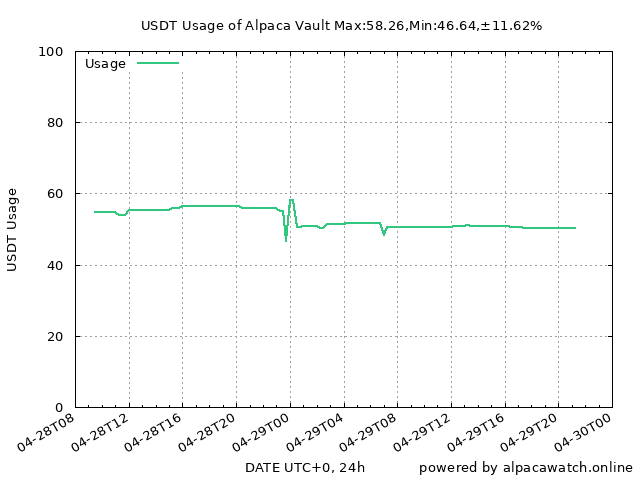 USDT Usage of Alpaca Vault Max:58.26,Min:46.64,±11.62%
100
Usage
80
60
USDT Usage
40
20
0
04-28T08
04-28T12
04-28T16
04-28T20
04-29T00
04-29T04
04-29T08
04-29T12
04-29T16
04-29T20
04-30T00
DATE UTC+0, 24h
powered by alpacawatch.online